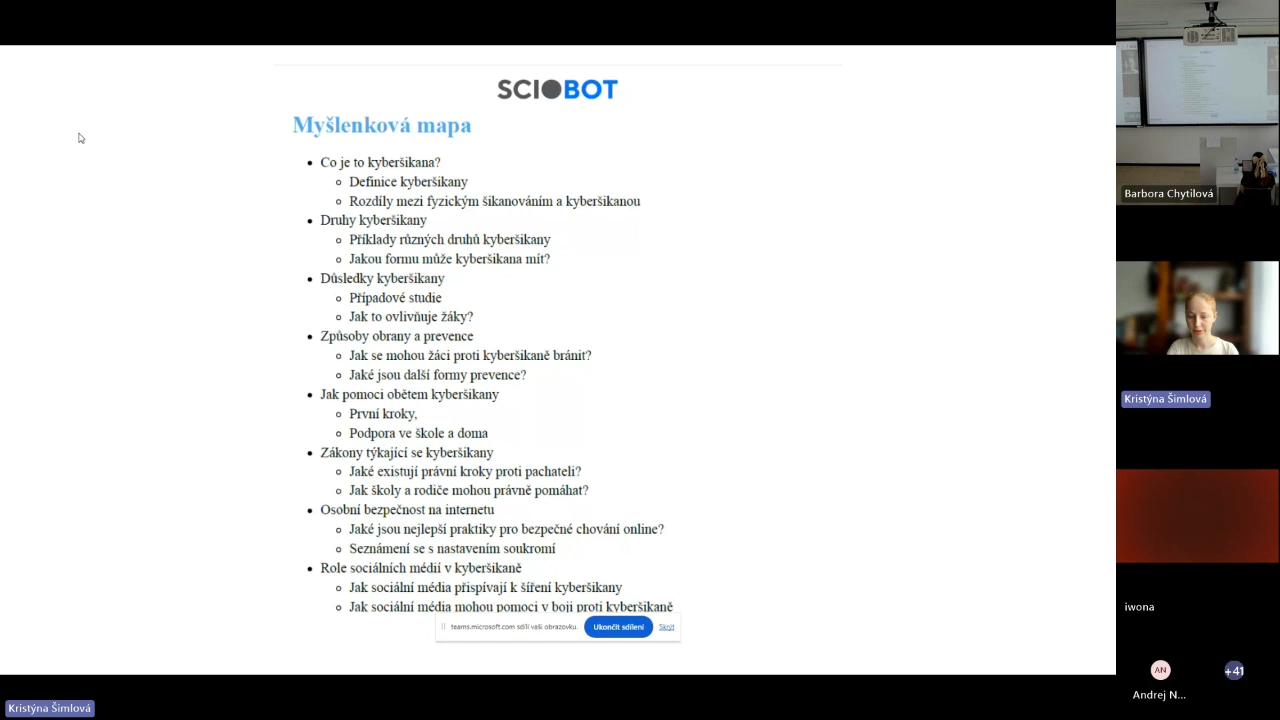 SCIOBOT
Myšlenková mapa
Co je to kyberšikana?
Definice kyberšikany
Rozdíly mezi fyzickým šikanováním a kyberšikanou
Druhy kyberšikany
Příklady různých druhů kyberšikany
Jakou formu může kyberšikana mít?
Důsledky kyberšikany
Případové studie
Jak to ovlivňuje žáky?
Způsoby obrany a prevence
Jak se mohou žáci proti kyberšikaně bránit?
Jaké jsou další formy prevence?
Jak pomoci obětem kyberšikany
První kroky,
Podpora ve škole a doma
Zákony týkající se kyberšikany
Jaké existují právní kroky proti pachateli?
Jak školy a rodiče mohou právně pomáhat?
Osobní bezpečnost na internetu
Jaké jsou nejlepší praktiky pro bezpečné chování online?
Seznámení se s nastavením soukromí
Role sociálních médií v kyberšikaně
Jak sociální média přispívají k šíření kyberšikany
Jak sociální média mohou pomoci v boji proti kyberšikaně
teams.microsoft.com sdílí vaši obrazovku.
Ukončit sdílení
Skrýt
Kristýna Šimlová
Barbora Chytilová
Kristýna Šimlová
iwona
AN
+41
Andrej N...